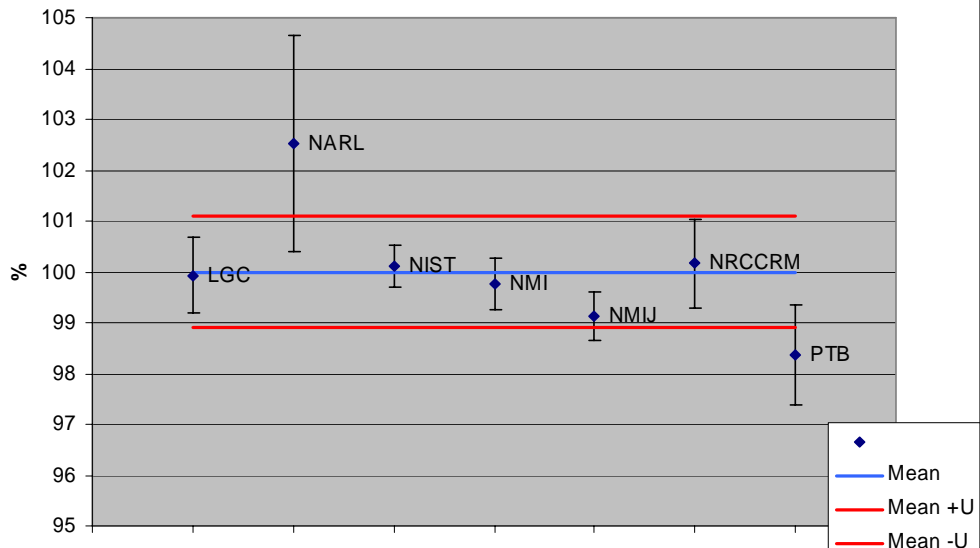 105
104
103
102
101
100
99
98
97
96
95
%
LGC
NARL
NIST
NMI
NMIJ
NRCCRM
PTB
Mean
Mean +U
Mean -U